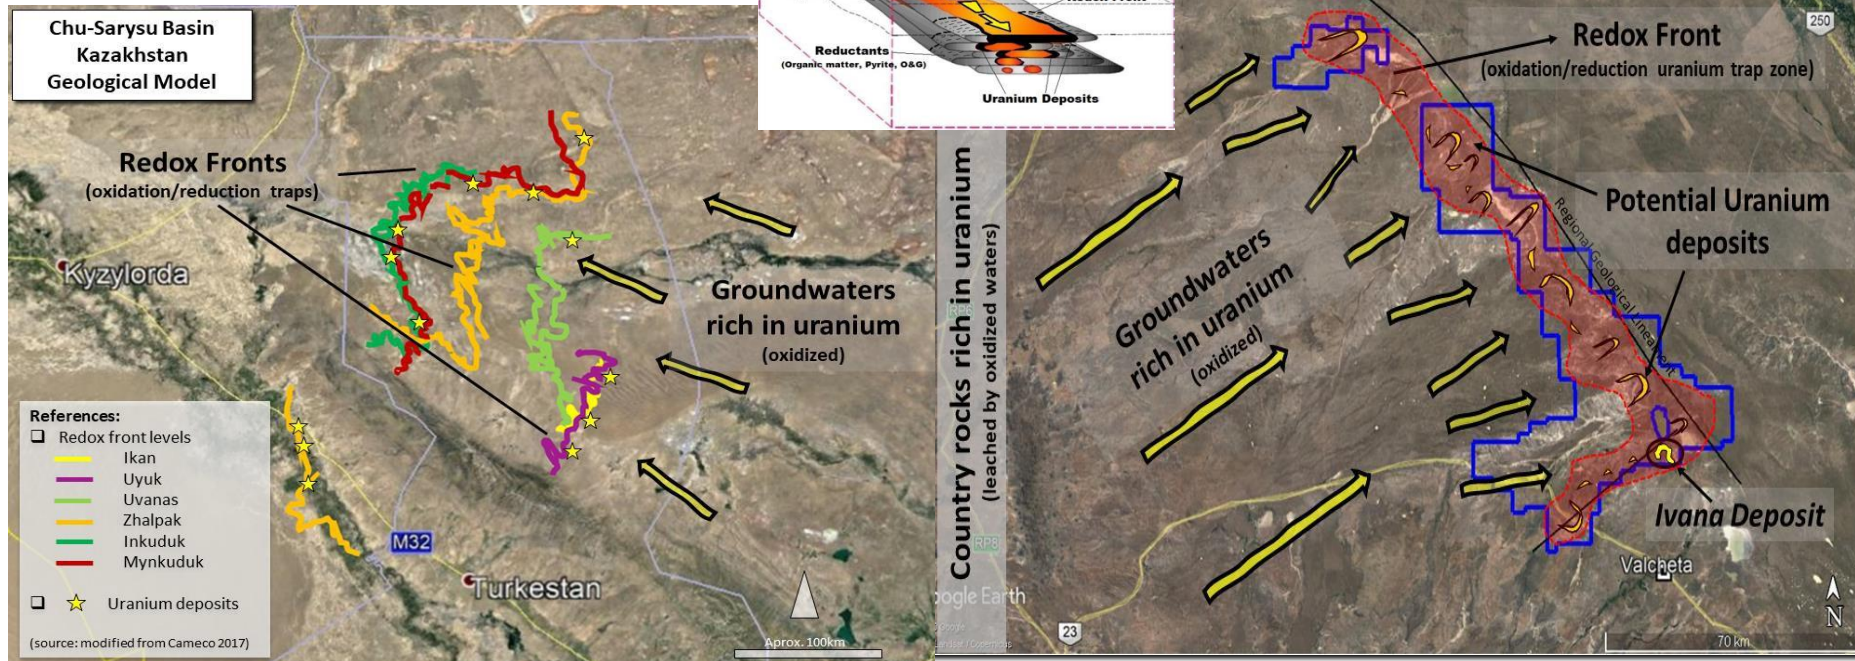 Chu-Sarysu Basin
Kazakhstan
Geological Model
Redox Fronts
(oxidation/reduction traps)
Kyzylorda
Groundwaters
rich in uranium
(oxidized)
References:
Redox front levels
Ikan
Uyuk
Uvanas
Zhalpak
Inkuduk
Mynkuduk
Uranium deposits
(source: modified from Cameco 2017)
M32
Turkestan
Aprox. 100km
Reductants
(Organic matter, Pyrite, O&G)
Uranium Deposits
Country rocks rich in uranium
(leached by oxidized waters)
RP8
oogle Earth
Google
Landsat / Copernicus
Groundwaters
rich in uranium
(oxidized)
250
Redox Front
(oxidation/reduction uranium trap zone)
Potential Uranium
deposits
Regional Geological Lineament
Ivana Deposit
Valcheta
23
N
70 km